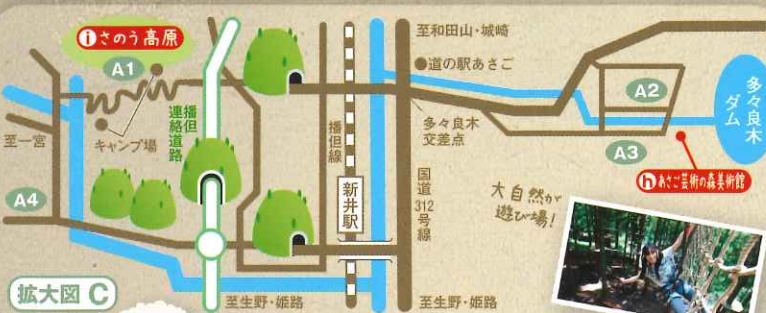 i さのう高原
A1
至一宮
キャンプ場
播但
連絡道路
A4
拡大図 C
至生野・姫路
播但線
新井駅
至和田山・城崎
道の駅あさご
多々良木
交差点
国道
312
号線
至生野・姫路
A2
A3
多々良木
ダム
h あさご芸術の森美術館
大自然が
遊び場!